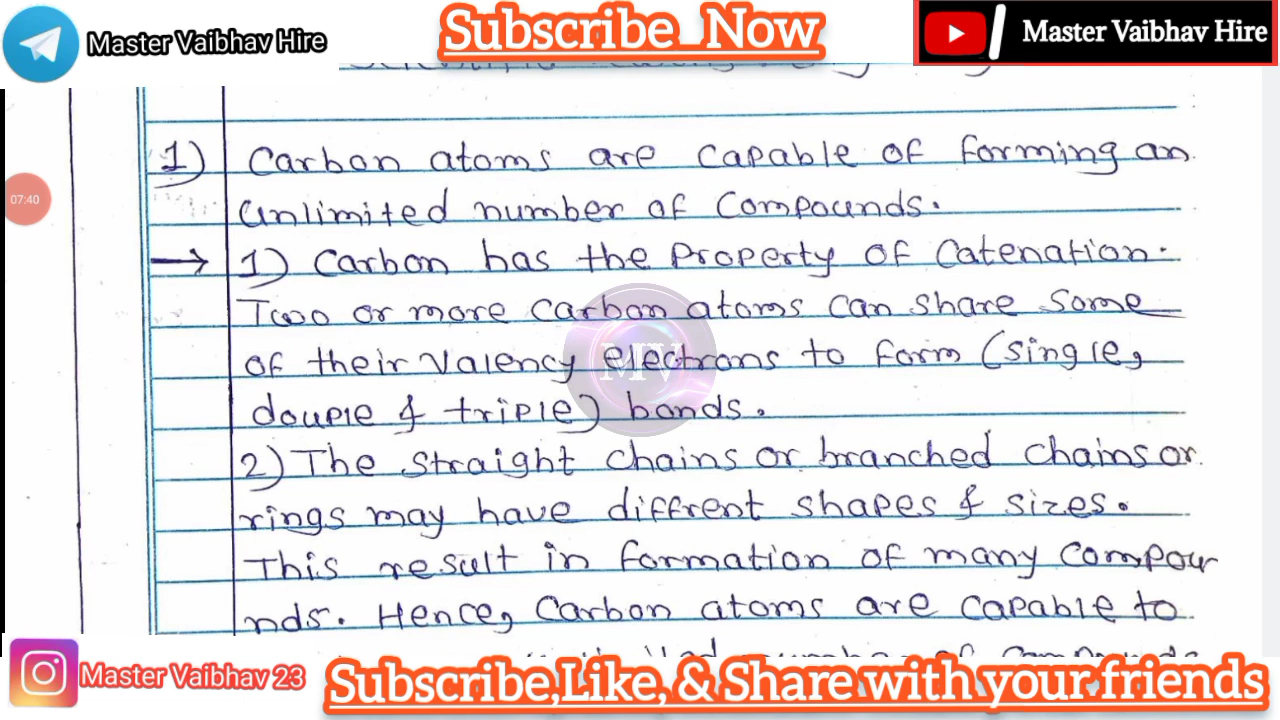 Master Vaibhav Hire
Subscribe Now
Master Vaibhav Hire
1) Carbon atoms are capable of forming an
07:40
unlimited number of compounds.
→ 1) Carbon has the property of Catenation.
Two or more carbon atoms can share some
MV
of their valency electrons to form (single,
doupie & triple) bonds.
2) The straight chains or branched chains or
rings may have diffrent shapes & sizes.
This result in formation of many compou
nds. Hence, Carbon atoms are capable to
Master Vaibhav 23
Subscribe,Like, & Share with your friends